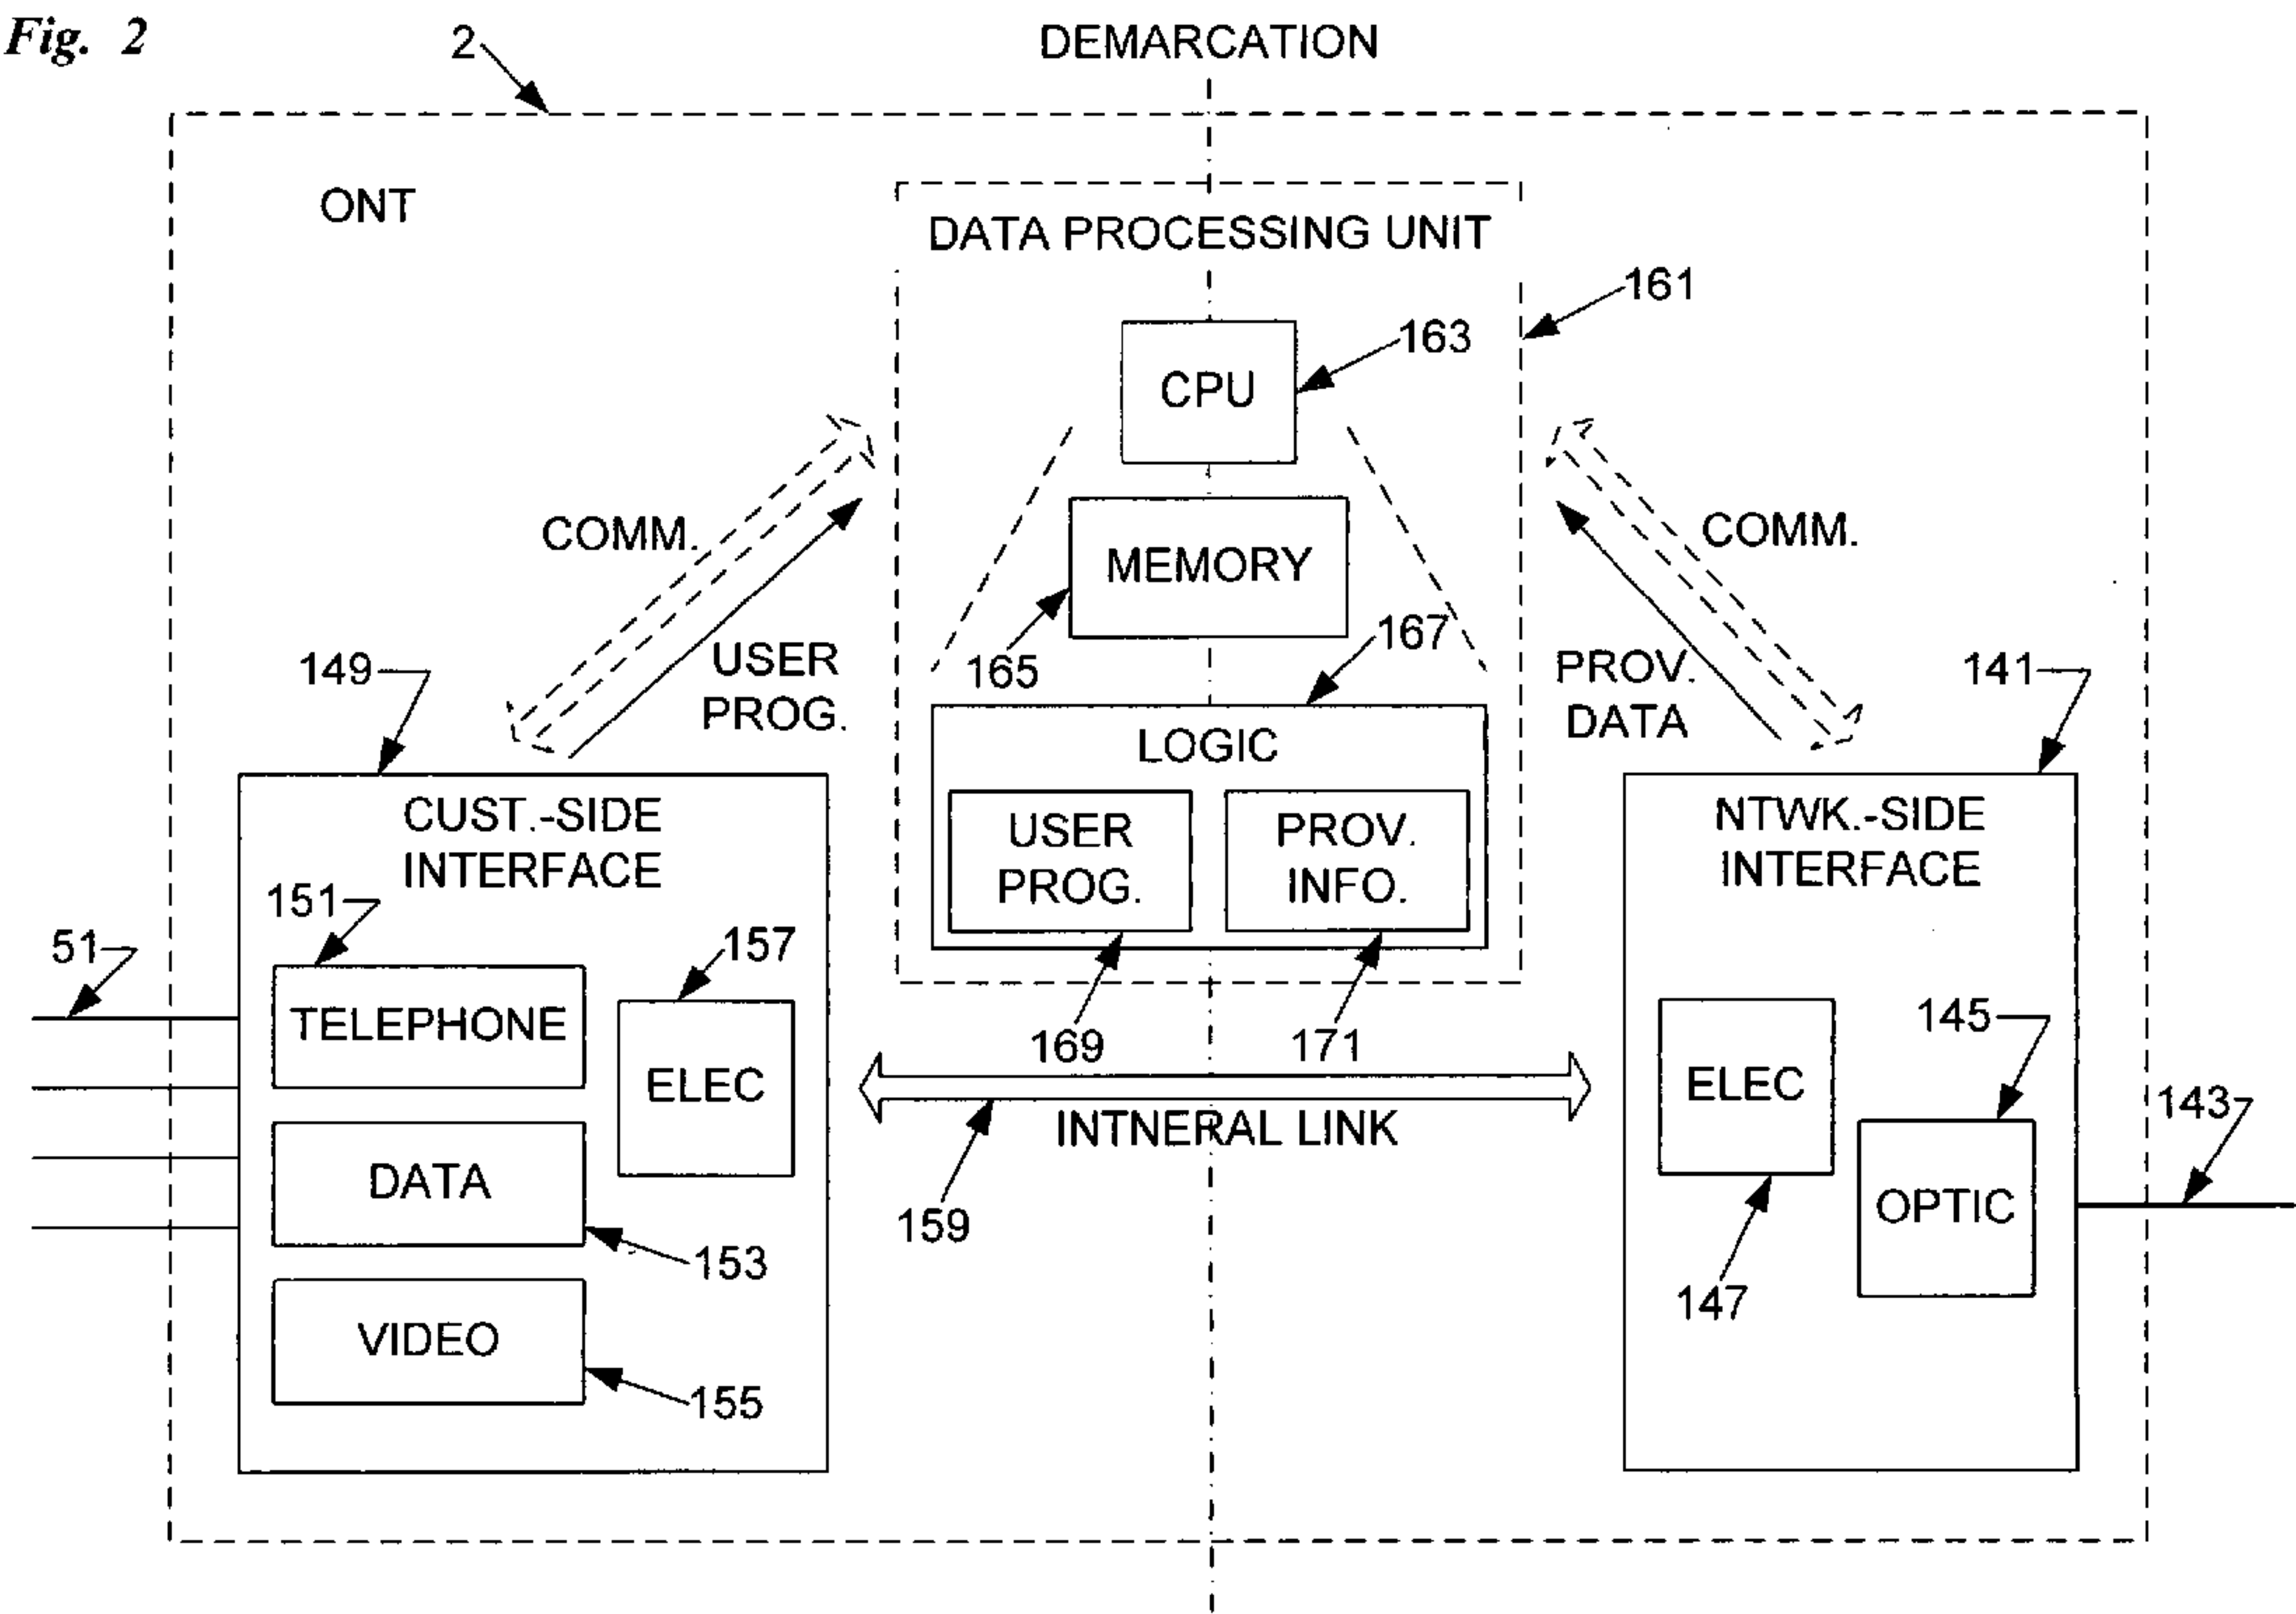 Fig. 2
2
DEMARCATION
ONT
DATA PROCESSING UNIT
161
163
CPU
COMM.
COMM.
MEMORY
165
167
USER
PROG.
PROV.
DATA
149
141
LOGIC
USER
PROG.
PROV.
INFO.
CUST.-SIDE
INTERFACE
NTWK.-SIDE
INTERFACE
151
51
157
TELEPHONE
ELEC
169
171
145
ELEC
143
INTNERAL LINK
159
DATA
153
OPTIC
147
VIDEO
155